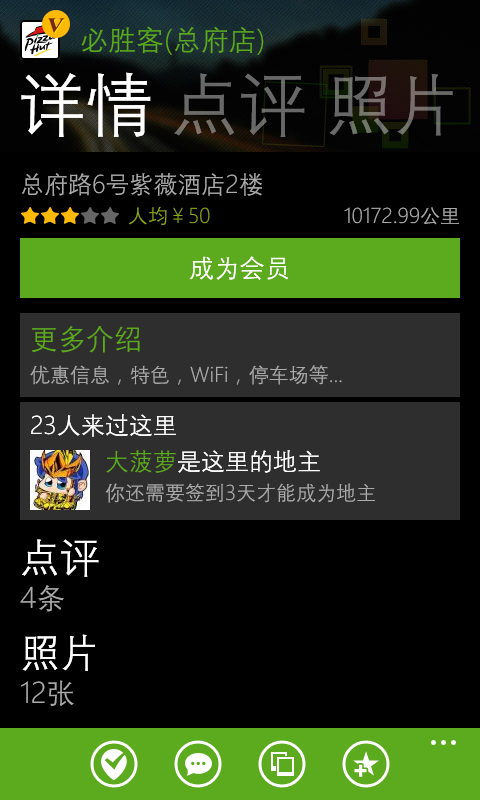 Pizza Hut
V
必胜客(总府店)
详情 点评 照片
总府路6号紫薇酒店2楼
人均￥50 10172.99公里
成为会员
更多介绍
优惠信息，特色，WiFi，停车场等...
23人来过这里
大菠萝是这里的地主
你还需要签到3天才能成为地主
点评
4条
照片
12张